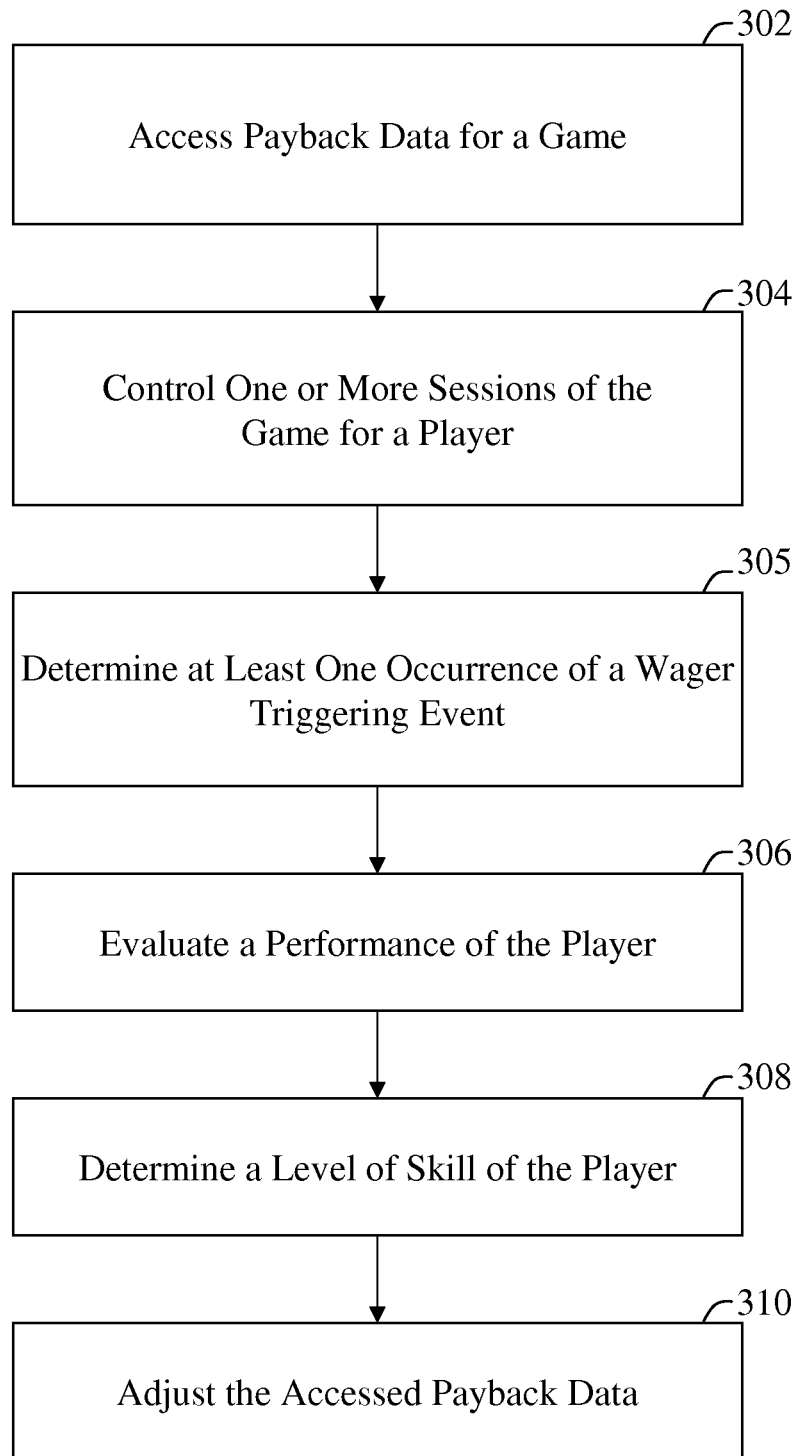 302
Access Payback Data for a Game
304
Control One or More Sessions of the
Game for a Player
305
Determine at Least One Occurrence of a Wager
Triggering Event
306
Evaluate a Performance of the Player
308
Determine a Level of Skill of the Player
310
Adjust the Accessed Payback Data